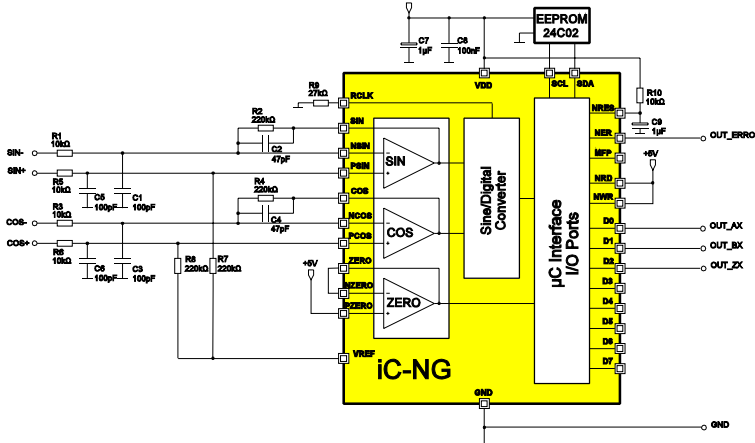 EEPROM
24C02
C7
1µF
C8
100nF
VDD
SCL
SDA
R10
10kΩ
R9
27kΩ
RCLK
NRES
C9
1µF
R2
220kΩ
SIN
C2
47pF
NER
OUT_ERRO
R1
10kΩ
SIN-
NSIN
MFP
+5V
SIN+
R5
10kΩ
PSIN
SIN
NRD
C5
100pF
C1
100pF
R4
220kΩ
COS
NWR
Sine/Digital
Converter
µC Interface
I/O Ports
R3
10kΩ
C4
47pF
COS-
NCOS
D0
OUT_AX
COS
COS+
R6
10kΩ
PCOS
D1
OUT_BX
C6
100pF
C3
100pF
R8
220kΩ
R7
220kΩ
+5V
ZERO
D2
OUT_ZX
NZERO
D3
PZERO
ZERO
D4
D5
D6
VREF
D7
iC-NG
GND
GND